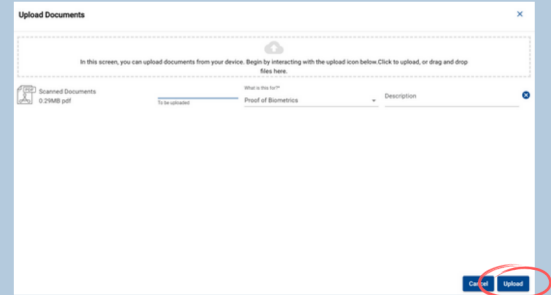 Upload Documents
In this screen, you can upload documents from your device. Begin by interacting with the upload icon below.Click to upload, or drag and drop
files here.
PDF
Scanned Documents
0.29MB pdf
To be uploaded
What is this for?*
Proof of Biometrics
Description
Cancel
Upload